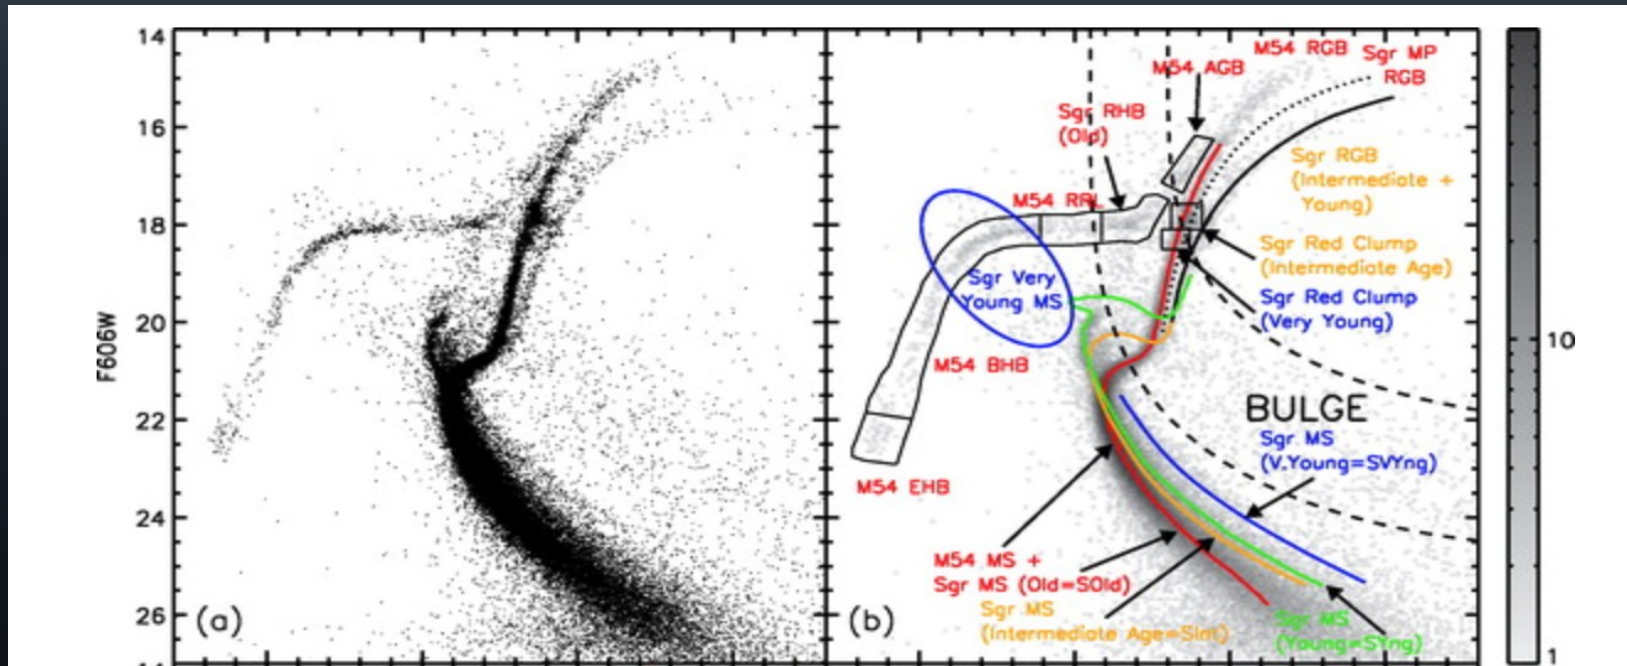 F606W
14
16
18
20
22
24
26
(a)
M54 RGB
Sgr MP
RGB
M54 AGB
Sgr RHB
(Old)
Sgr RGB
(Intermediate +
Young)
M54 RRL
Sgr Red Clump
(Intermediate Age)
Sgr Very
Young MS
Sgr Red Clump
(Very Young)
M54 BHB
BULGE
Sgr MS
(V.Young=SVYng)
M54 EHB
M54 MS +
Sgr MS (Old=SOld)
Sgr MS
(Intermediate Age=SInt)
Sgr MS
(Young=SYng)
(b)
10
1